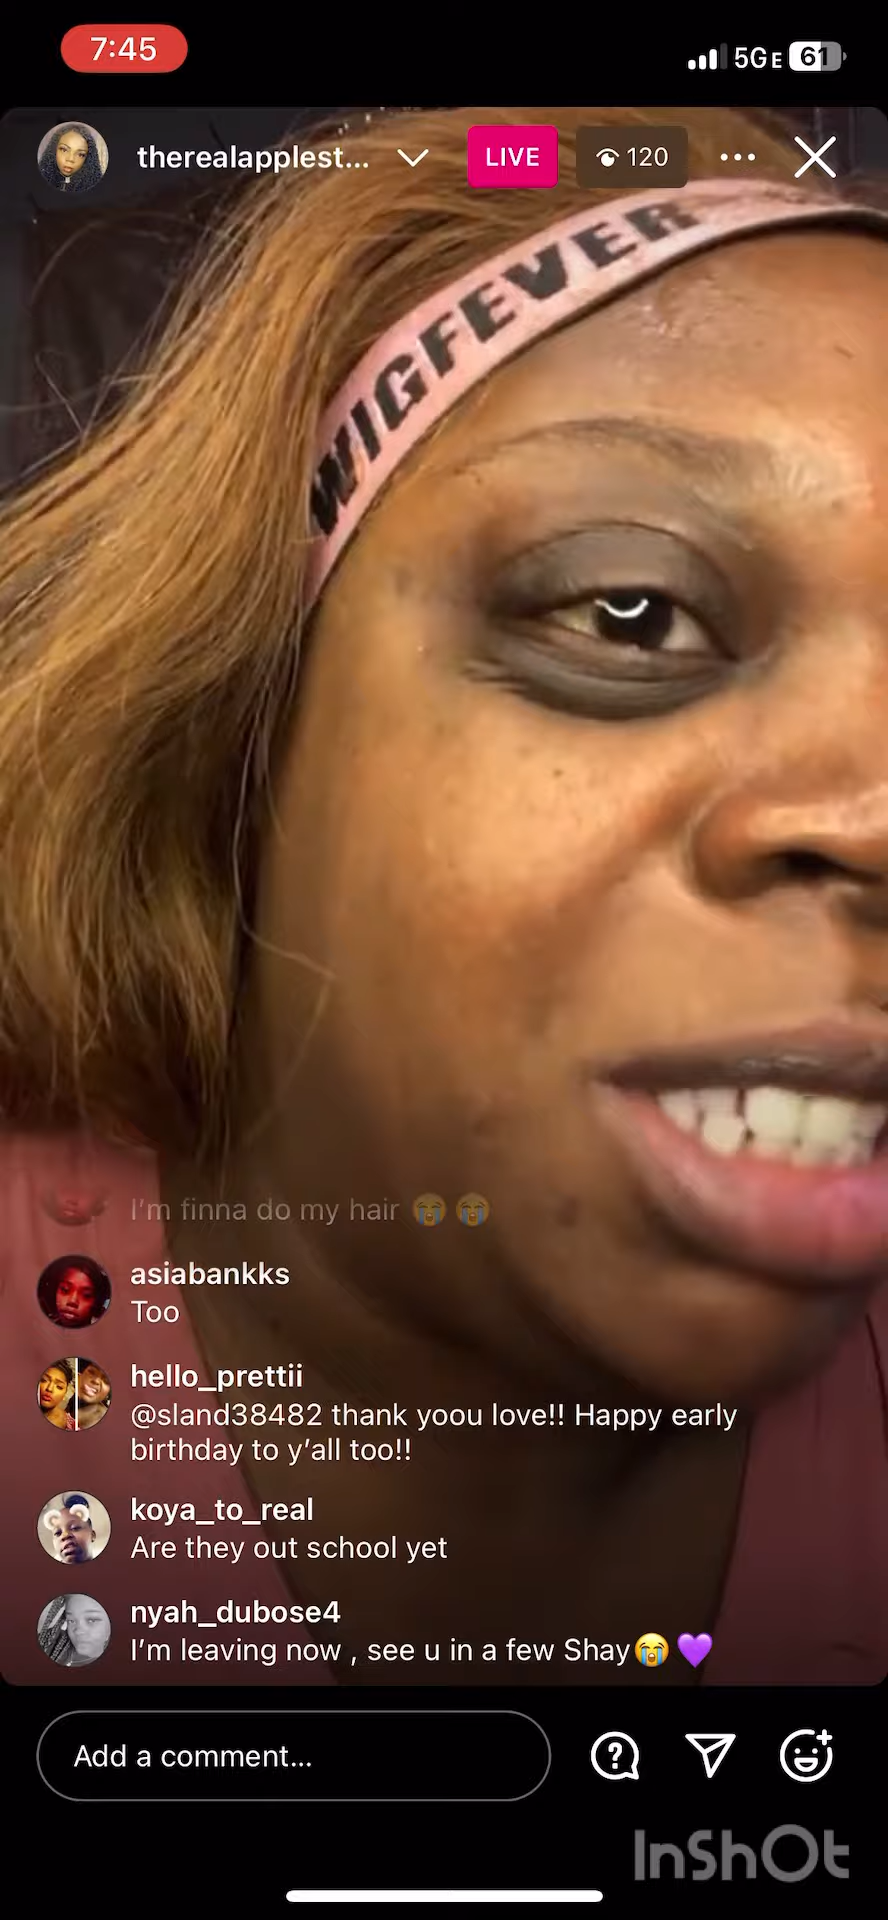 7:45
5GE 61
therealapplest...
LIVE
120
WIGFEVER
I'm finna do my hair 😭 😭
asiabankks
Too
hello_prettii
@sland38482 thank yoou love!! Happy early
birthday to y'all too!!
koya_to_real
Are they out school yet
nyah_dubose4
I'm leaving now , see u in a few Shay😭💜
Add a comment...
InShOt